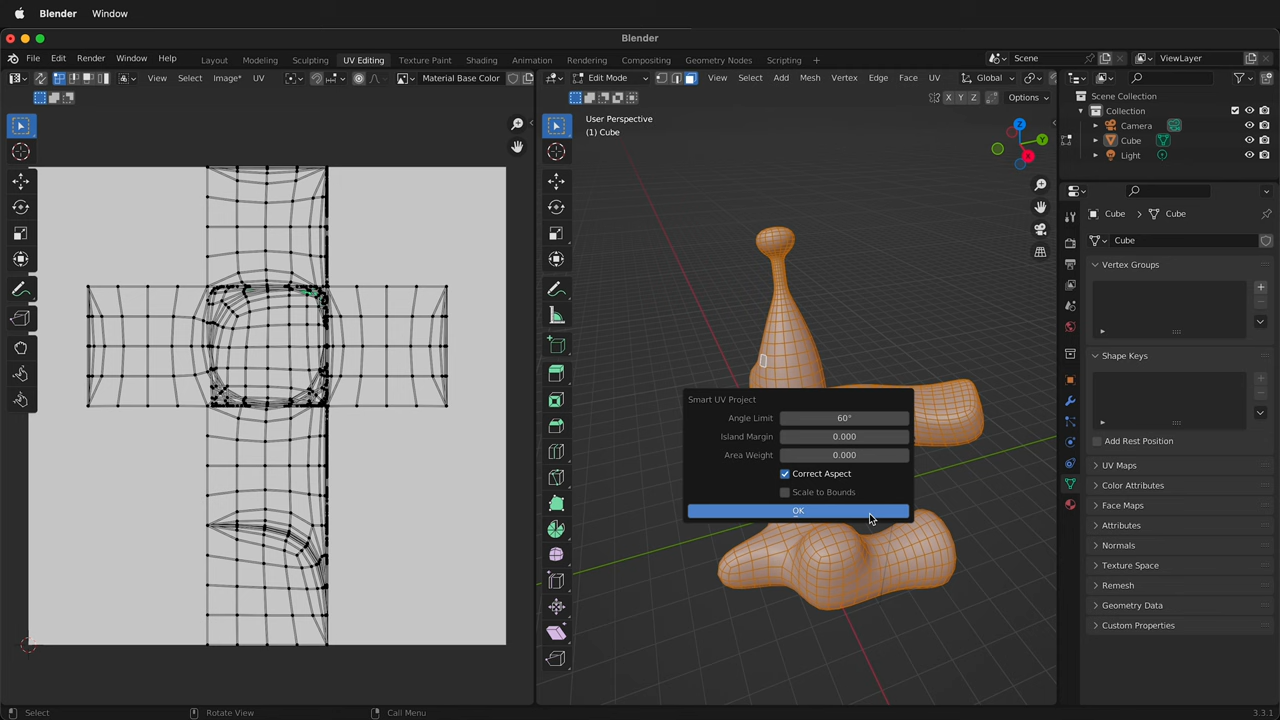 Blender Window
Blender
File Edit Render Window Help Layout Modeling Sculpting UV Editing Texture Paint Shading Animation Rendering Compositing Geometry Nodes Scripting + Scene ViewLayer
View Select Image* UV Material Base Color
Edit Mode View Select Add Mesh Vertex Edge Face UV Global
X Y Z Options
User Perspective
(1) Cube
Z
Y
X
Scene Collection
Collection
Camera
Cube
Light
Cube Cube
Cube
Vertex Groups
Shape Keys
Add Rest Position
UV Maps
Color Attributes
Face Maps
Attributes
Normals
Texture Space
Remesh
Geometry Data
Custom Properties
Smart UV Project
Angle Limit 60°
Island Margin 0.000
Area Weight 0.000
Correct Aspect
Scale to Bounds
OK
Select Rotate View Call Menu 3.3.1